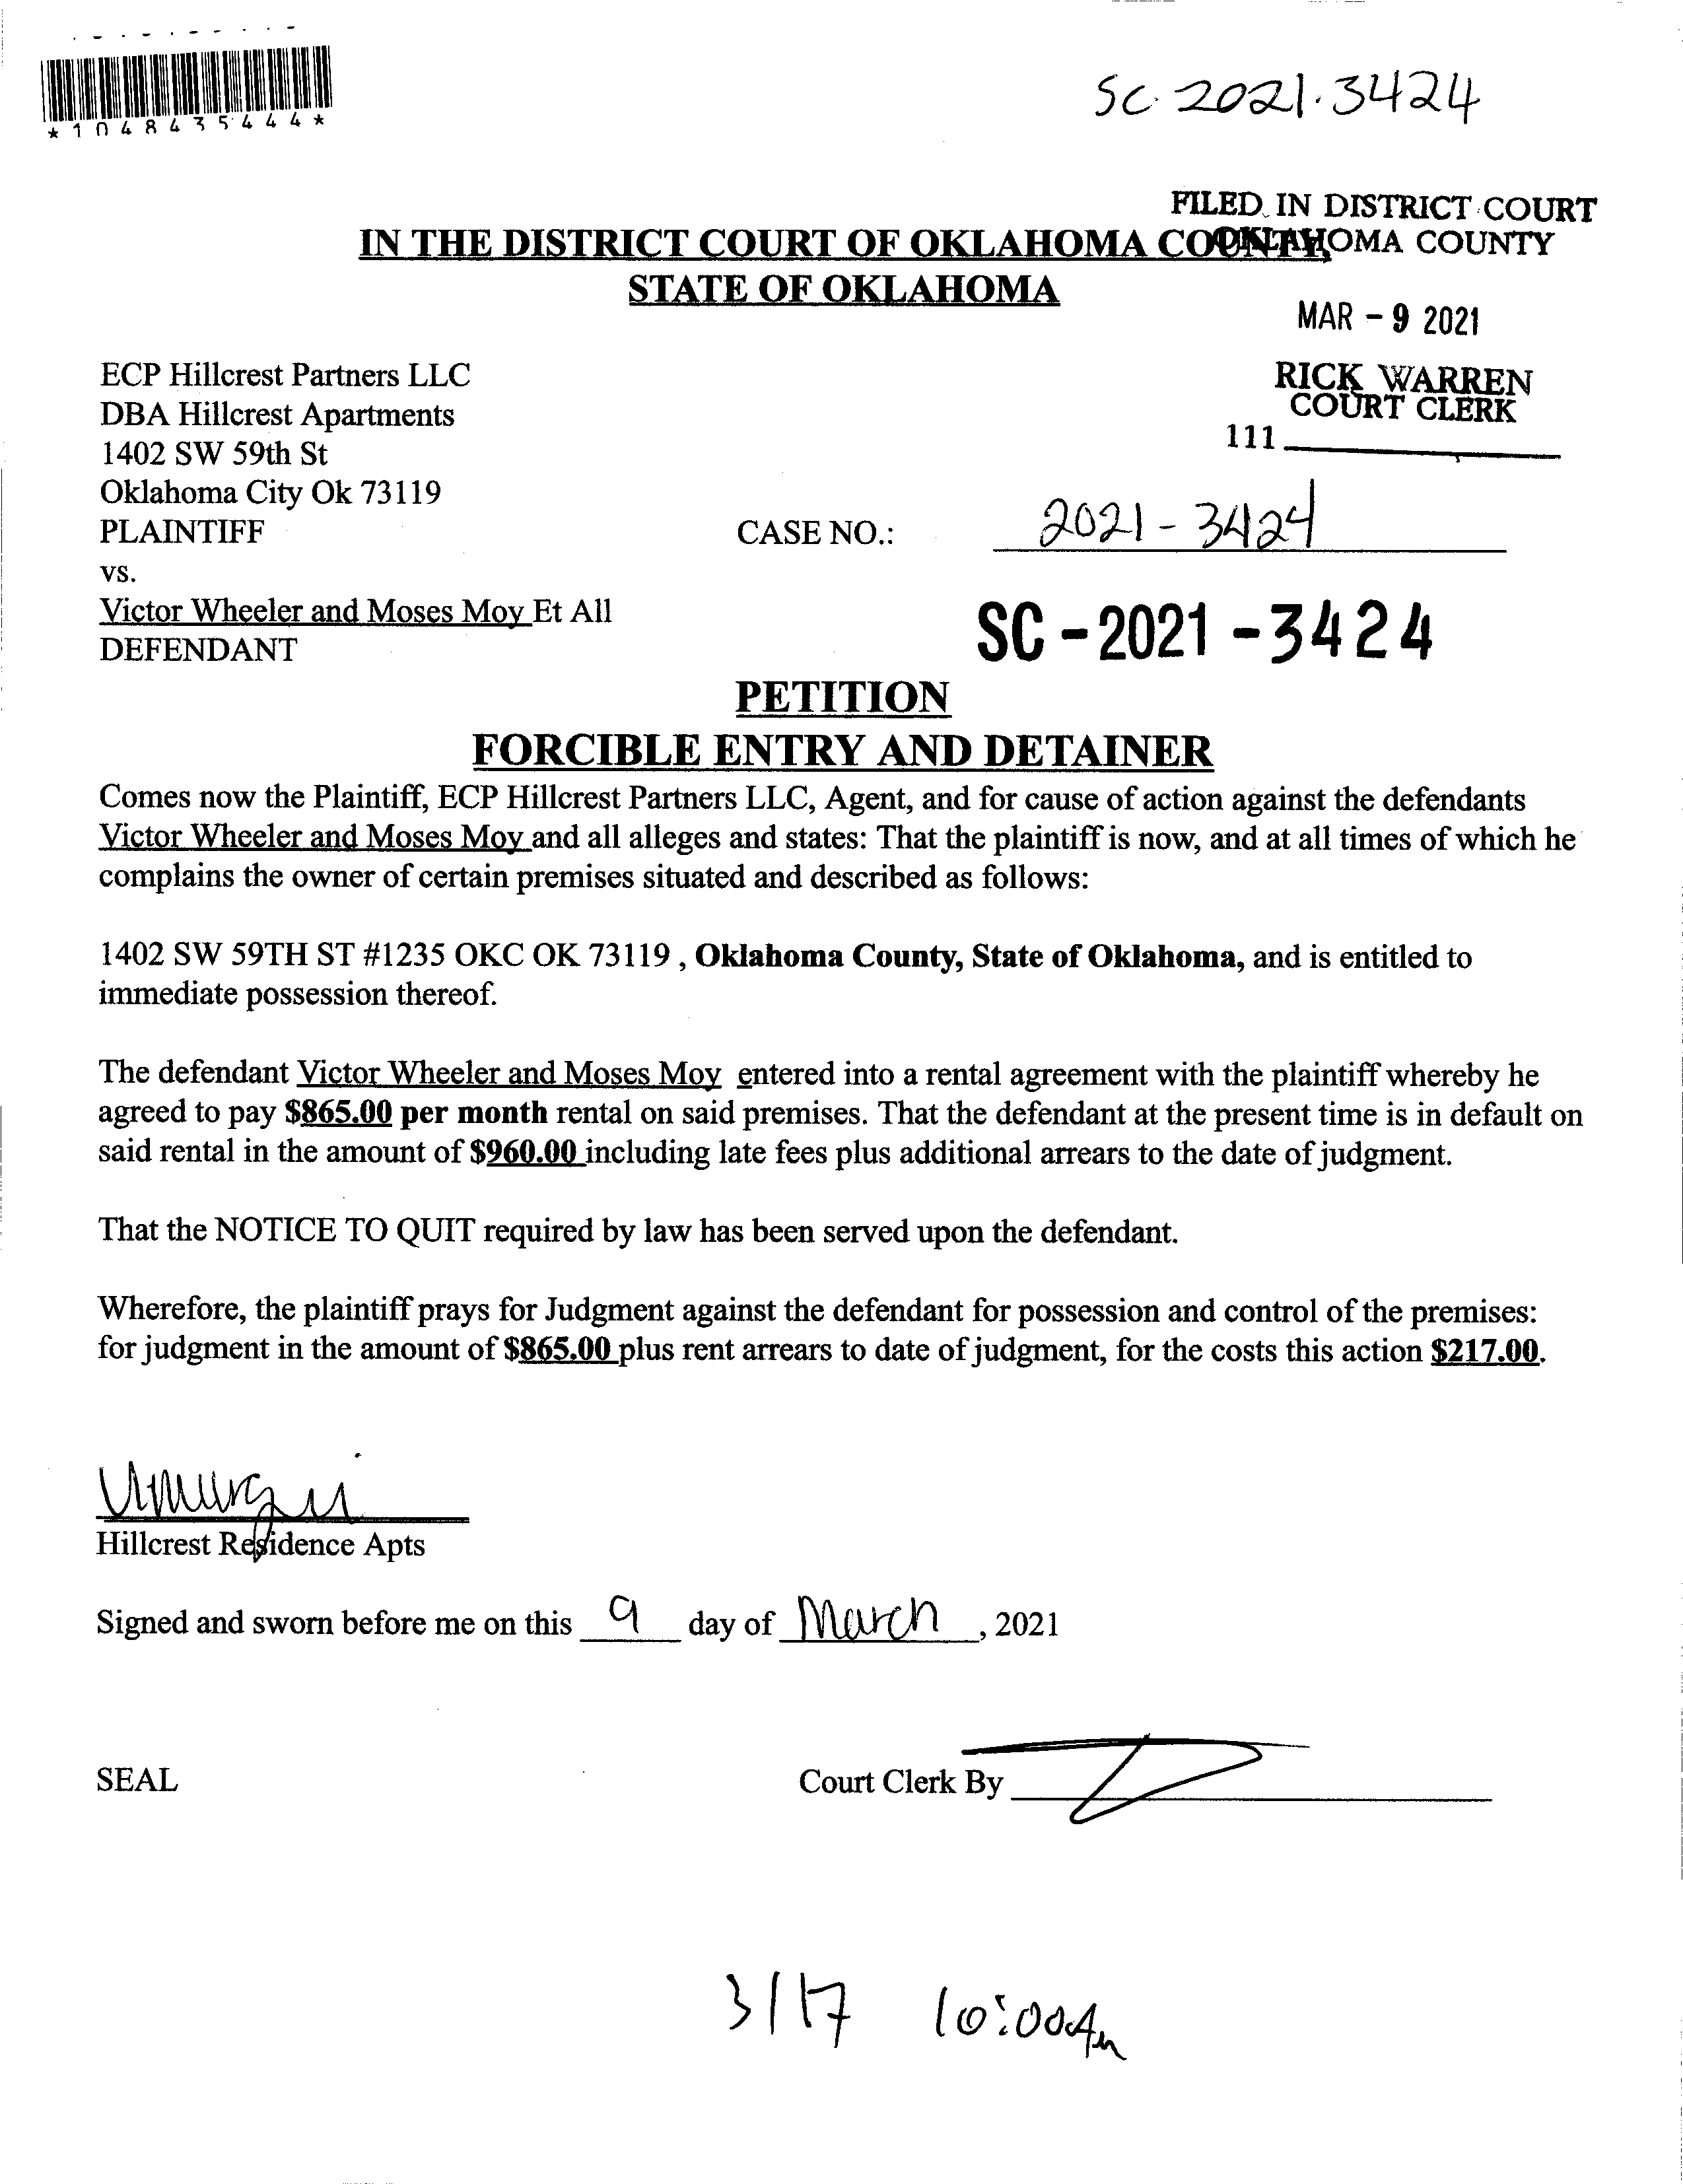 *1048435444*
SC 2021.3424
FILED IN DISTRICT COURT
OKLAHOMA COUNTY
IN THE DISTRICT COURT OF OKLAHOMA COUNTY,
STATE OF OKLAHOMA
MAR - 9 2021
RICK WARREN
COURT CLERK
111
ECP Hillcrest Partners LLC
DBA Hillcrest Apartments
1402 SW 59th St
Oklahoma City Ok 73119
PLAINTIFF
CASE NO.: 2021-3424
vs.
Victor Wheeler and Moses Moy Et All
DEFENDANT
SC-2021-3424
PETITION
FORCIBLE ENTRY AND DETAINER
Comes now the Plaintiff, ECP Hillcrest Partners LLC, Agent, and for cause of action against the defendants
Victor Wheeler and Moses Moy and all alleges and states: That the plaintiff is now, and at all times of which he
complains the owner of certain premises situated and described as follows:
1402 SW 59TH ST #1235 OKC OK 73119 , Oklahoma County, State of Oklahoma, and is entitled to
immediate possession thereof.
The defendant Victor Wheeler and Moses Moy entered into a rental agreement with the plaintiff whereby he
agreed to pay $865.00 per month rental on said premises. That the defendant at the present time is in default on
said rental in the amount of $960.00 including late fees plus additional arrears to the date of judgment.
That the NOTICE TO QUIT required by law has been served upon the defendant.
Wherefore, the plaintiff prays for Judgment against the defendant for possession and control of the premises:
for judgment in the amount of $865.00 plus rent arrears to date of judgment, for the costs this action $217.00.
Hillcrest Residence Apts
Signed and sworn before me on this 9 day of March, 2021
SEAL
Court Clerk By
3/17 10:00Am